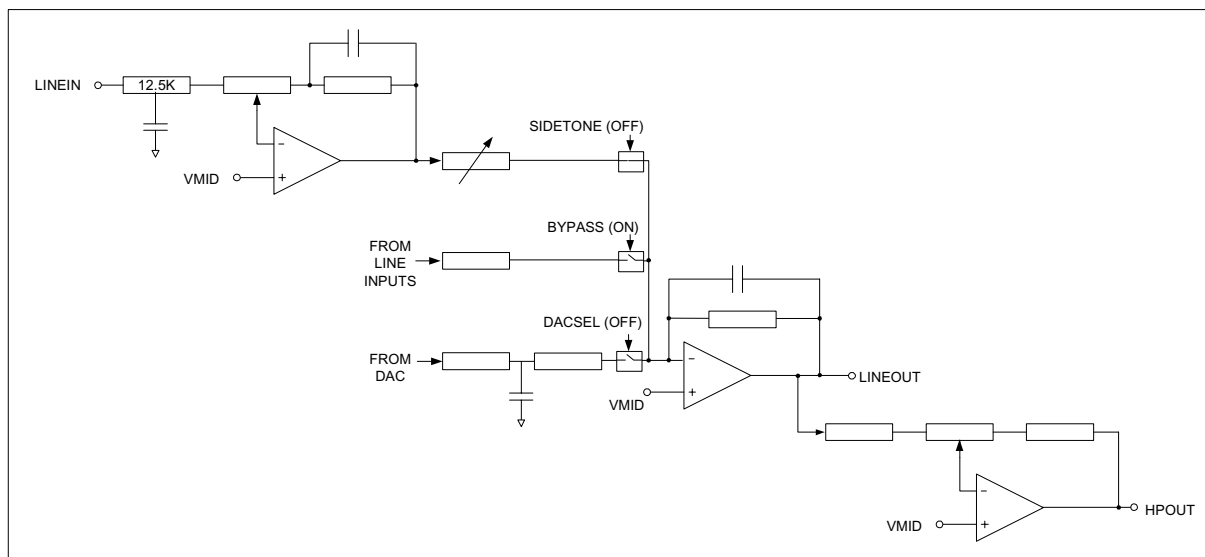 LINEIN
12.5K
−
+
VMID
SIDETONE (OFF)
BYPASS (ON)
FROM
LINE
INPUTS
DACSEL (OFF)
FROM
DAC
−
+
VMID
LINEOUT
−
+
VMID
HPOUT